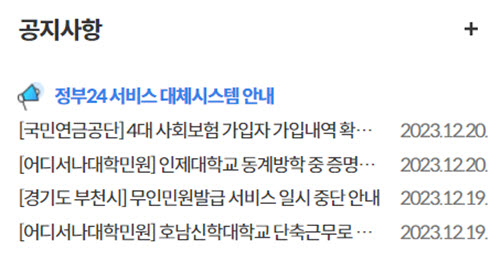 공지사항 +
정부24 서비스 대체시스템 안내
[국민연금공단] 4대 사회보험 가입자 가입내역 확… 2023.12.20.
[어디서나대학민원] 인제대학교 동계방학 중 증명… 2023.12.20.
[경기도 부천시] 무인민원발급 서비스 일시 중단 안내 2023.12.19.
[어디서나대학민원] 호남신학대학교 단축근무로 … 2023.12.19.